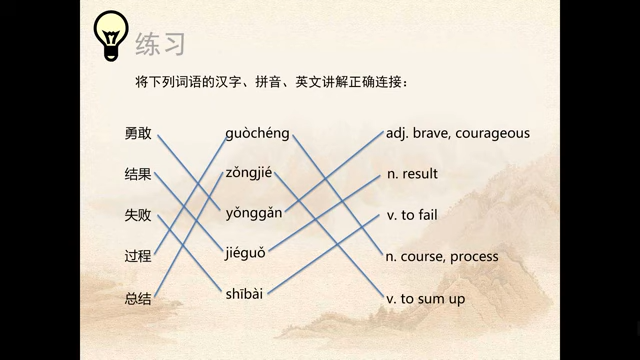 练习
将下列词语的汉字、拼音、英文讲解正确连接：
勇敢 guòchéng adj. brave, courageous
结果 zǒngjié n. result
失败 yǒnggǎn v. to fail
过程 jiéguǒ n. course, process
总结 shībài v. to sum up